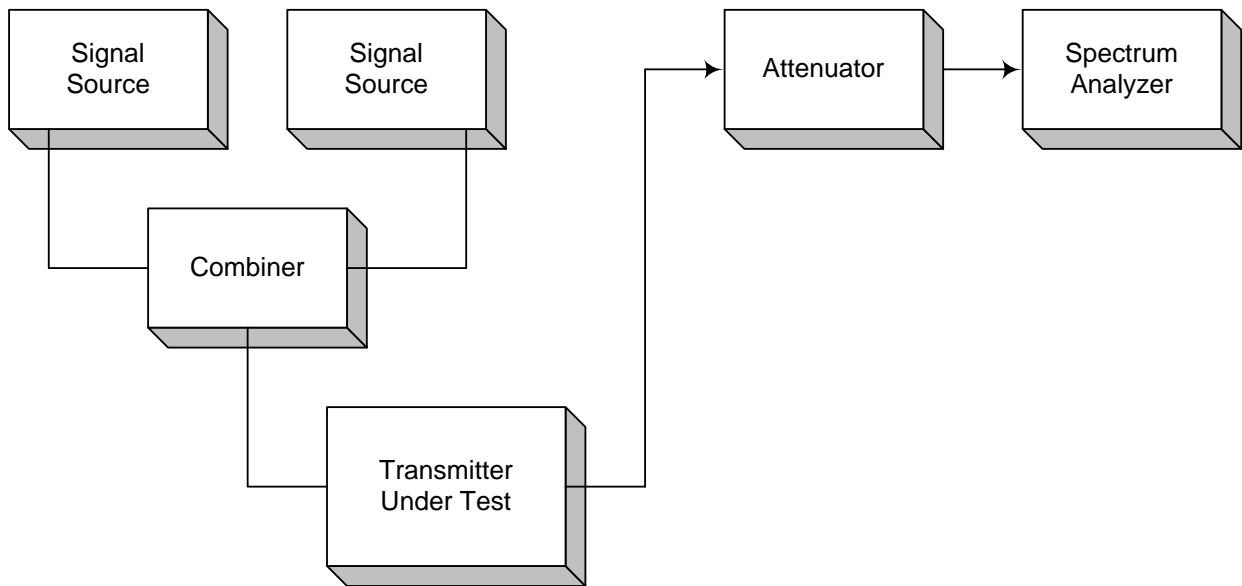 Signal
Source
Signal
Source
Attenuator
Spectrum
Analyzer
Combiner
Transmitter
Under Test